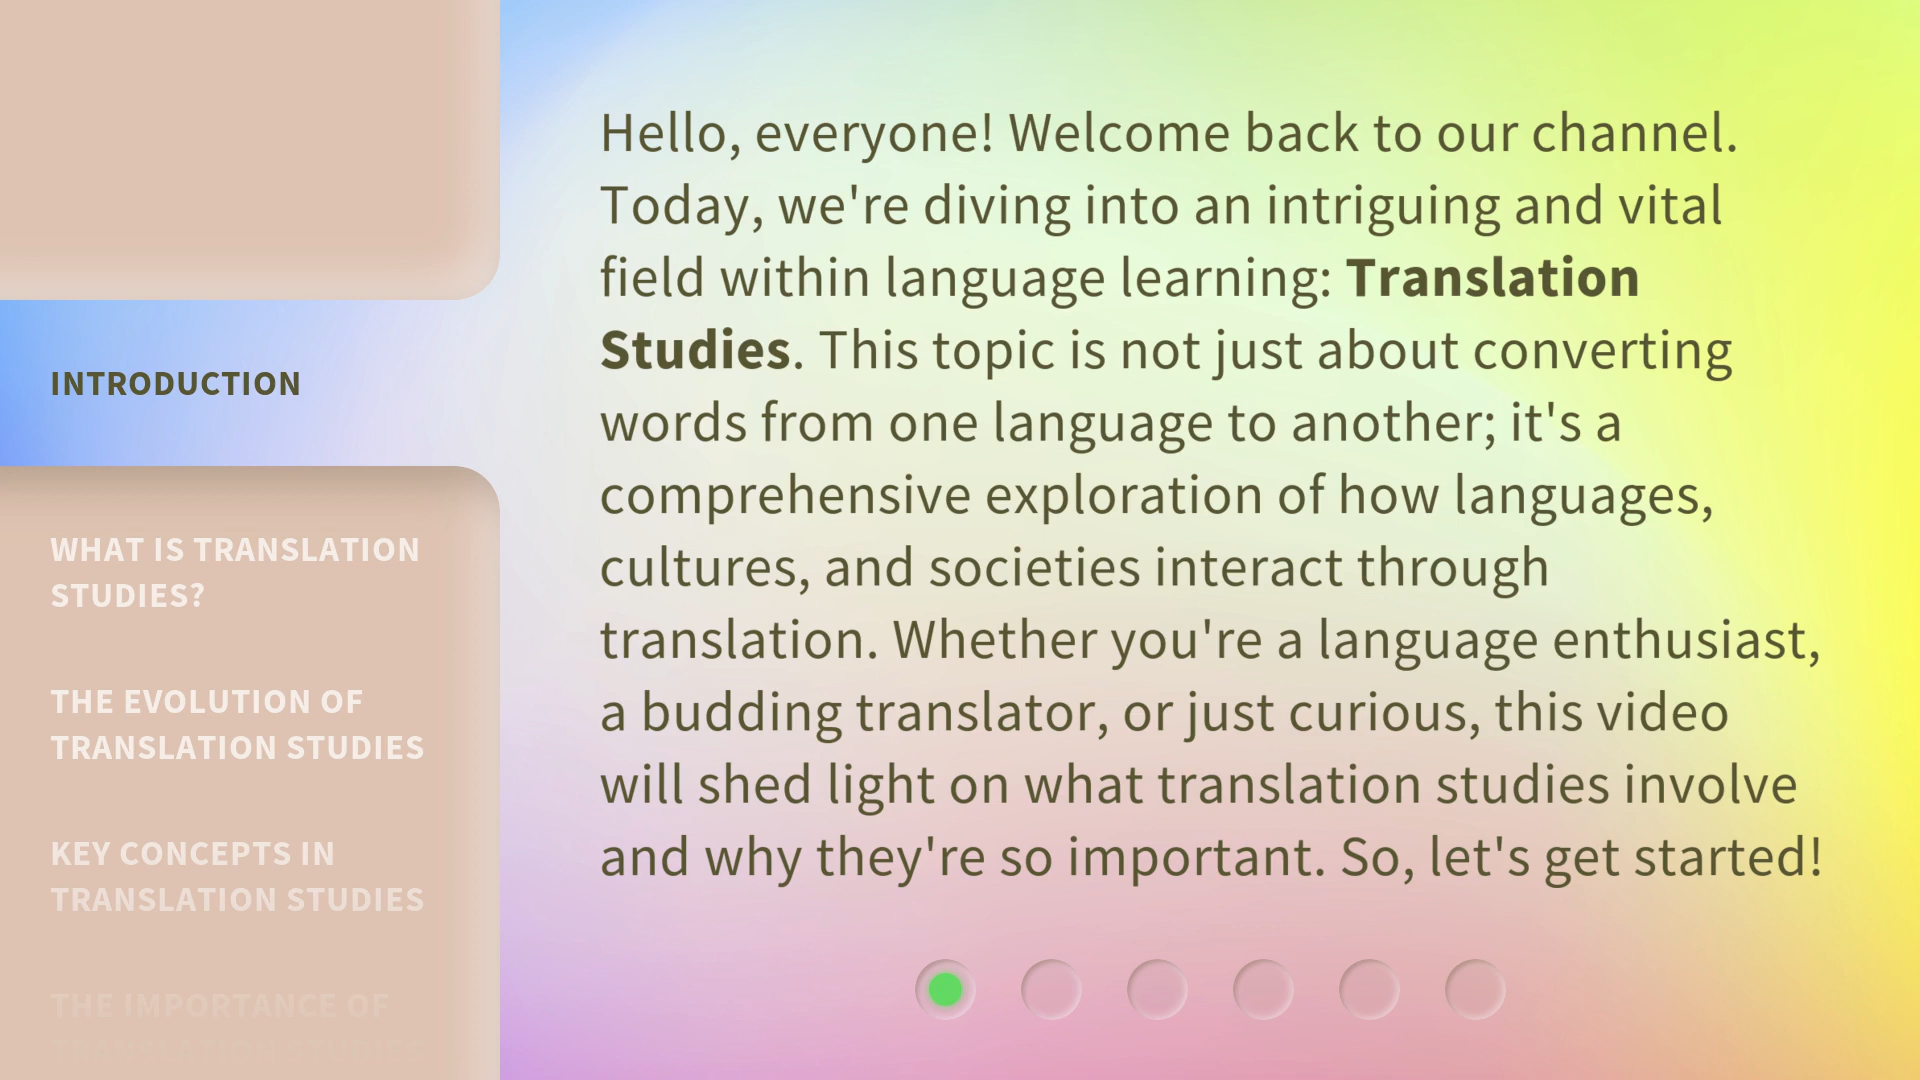 INTRODUCTION
WHAT IS TRANSLATION
STUDIES?
THE EVOLUTION OF
TRANSLATION STUDIES
KEY CONCEPTS IN
TRANSLATION STUDIES
THE IMPORTANCE OF
TRANSLATION STUDIES
Hello, everyone! Welcome back to our channel.
Today, we're diving into an intriguing and vital
field within language learning: Translation
Studies. This topic is not just about converting
words from one language to another; it's a
comprehensive exploration of how languages,
cultures, and societies interact through
translation. Whether you're a language enthusiast,
a budding translator, or just curious, this video
will shed light on what translation studies involve
and why they're so important. So, let's get started!